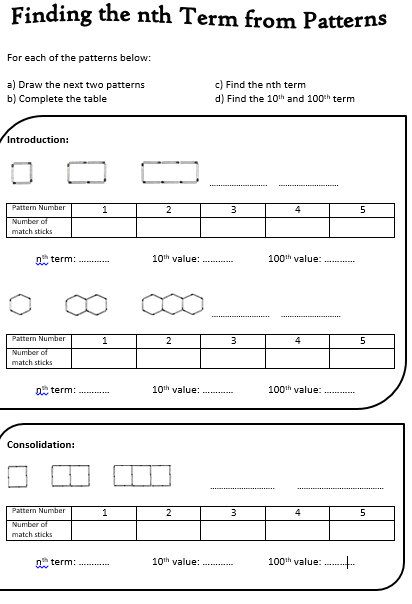 Finding the nth Term from Patterns
For each of the patterns below:
a) Draw the next two patterns c) Find the nth term
b) Complete the table d) Find the 10th and 100th term
Introduction:
Pattern Number 1 2 3 4 5
Number of
match sticks
nth term: ............ 10th value: ............ 100th value: ............
Pattern Number 1 2 3 4 5
Number of
match sticks
nth term: ............ 10th value: ............ 100th value: ............
Consolidation:
Pattern Number 1 2 3 4 5
Number of
match sticks
nth term: ............ 10th value: ............ 100th value: ............